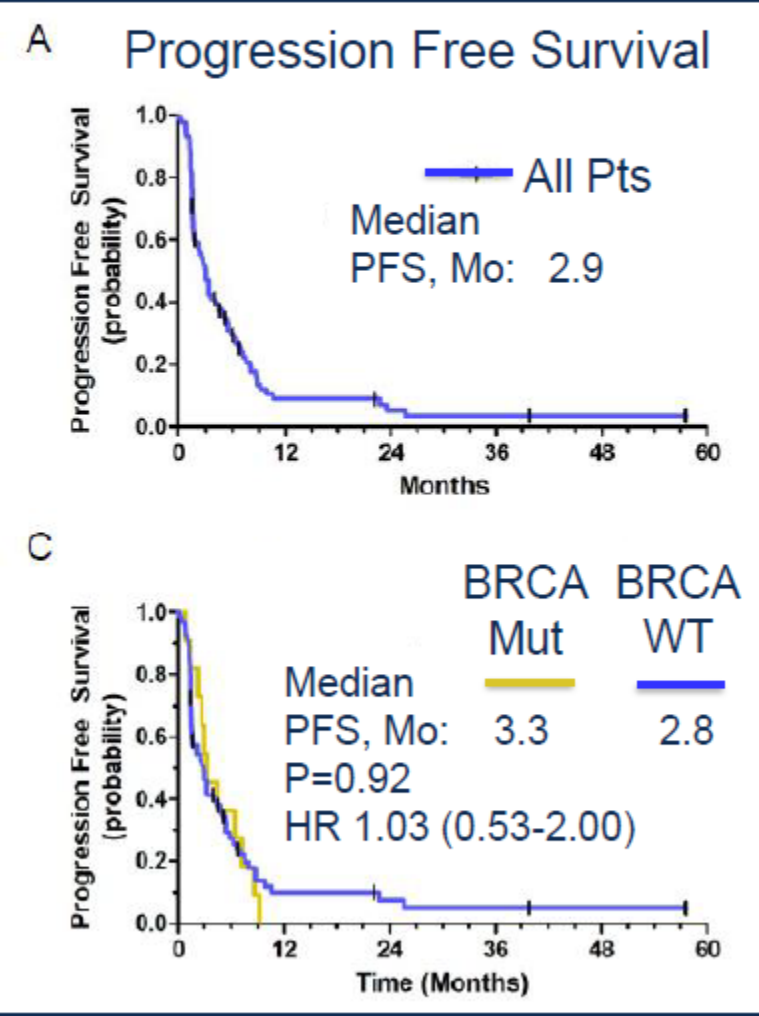 A
Progression Free Survival
Progression Free Survival
(probability)
1.0
0.8
0.6
0.4
0.2
0.0
All Pts
Median
PFS, Mo: 2.9
0 12 24 36 48 60
Months
C
BRCA BRCA
Mut WT
Progression Free Survival
(probability)
1.0
0.8
0.6
0.4
0.2
0.0
Median
PFS, Mo: 3.3 2.8
P=0.92
HR 1.03 (0.53-2.00)
0 12 24 36 48 60
Time (Months)